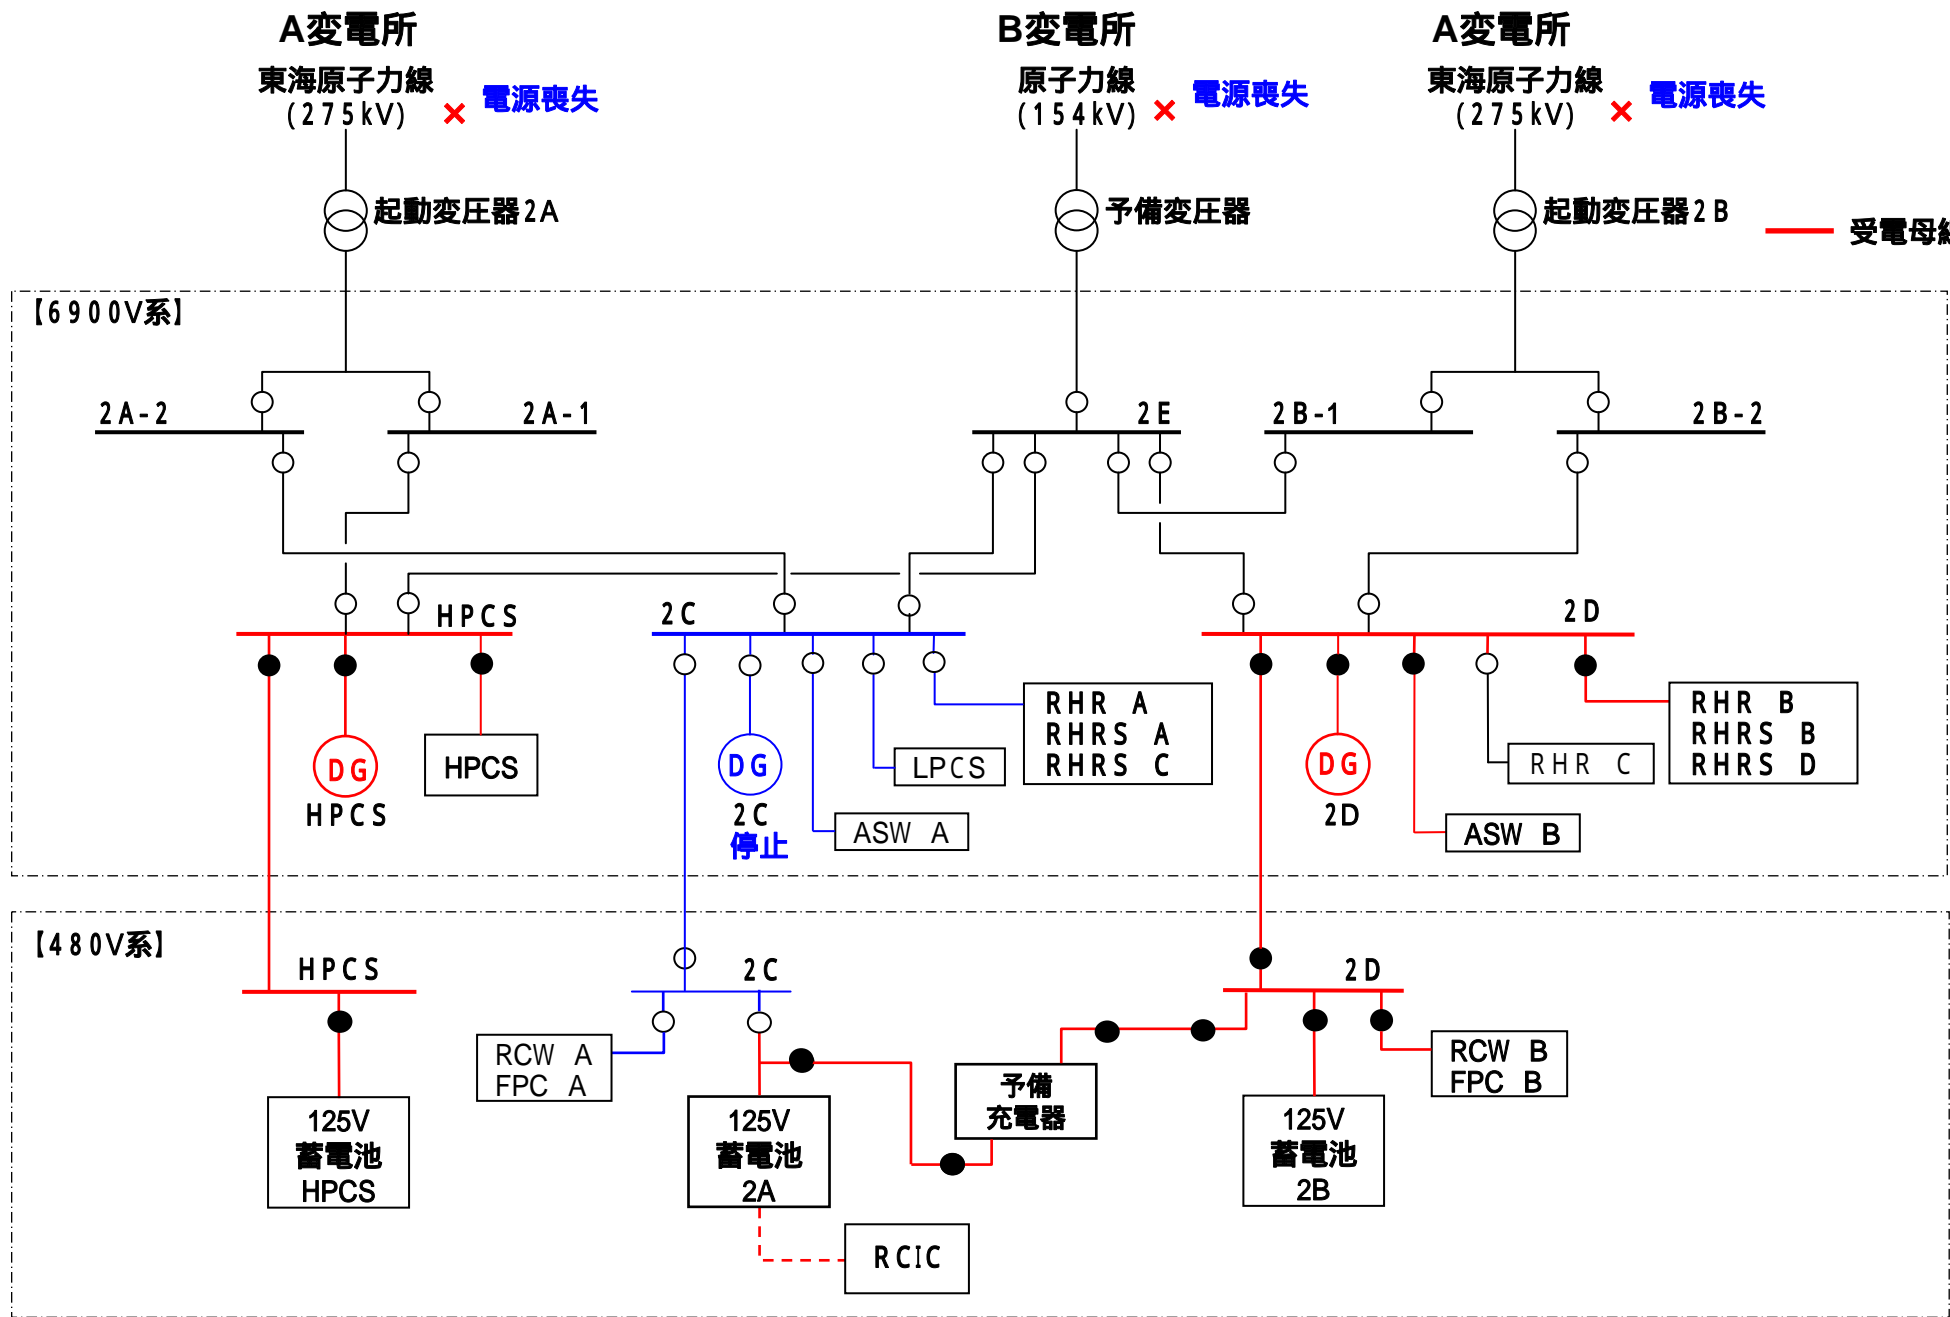 A変電所
東海原子力線
(275kV)
× 電源喪失
B変電所
原子力線
(154kV)
× 電源喪失
A変電所
東海原子力線
(275kV)
× 電源喪失
起動変圧器2A
予備変圧器
起動変圧器2B
受電母
【6900V系】
2A-2
2A-1
2E
2B-1
2B-2
HPCS
2C
2D
DG
HPCS
HPCS
DG
2C
停止
ASW A
LPCS
RHR A
RHRS A
RHRS C
DG
2D
ASW B
RHR C
RHR B
RHRS B
RHRS D
【480V系】
HPCS
2C
2D
125V
蓄電池
HPCS
RCW A
FPC A
125V
蓄電池
2A
予備
充電器
125V
蓄電池
2B
RCW B
FPC B
RCIC